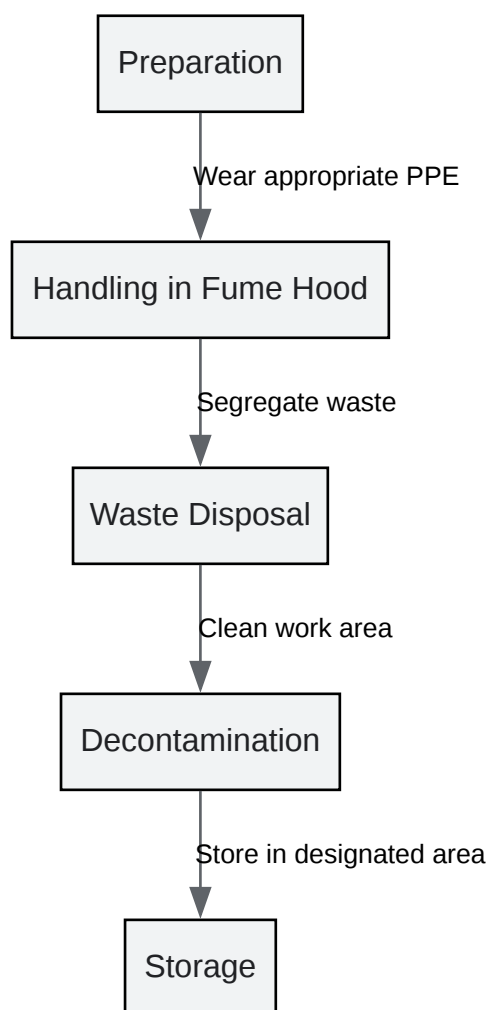 Preparation
Wear appropriate PPE
Handling in Fume Hood
Segregate waste
Waste Disposal
Clean work area
Decontamination
Store in designated area
Storage